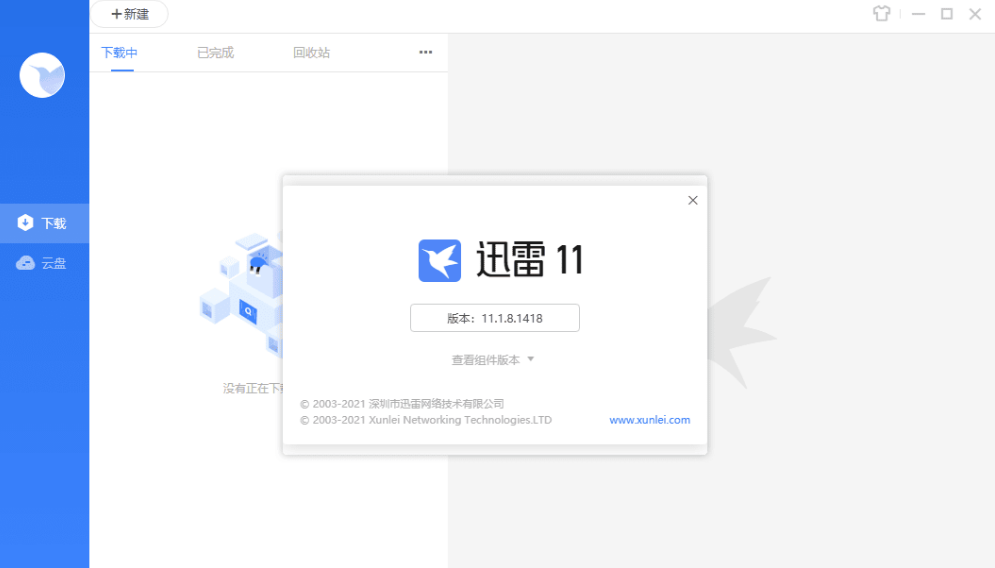 新建
下载中
已完成
回收站
下载
云盘
没有正在下
迅雷 11
版本：11.1.8.1418
查看组件版本
© 2003-2021 深圳市迅雷网络技术有限公司
© 2003-2021 Xunlei Networking Technologies.LTD
www.xunlei.com